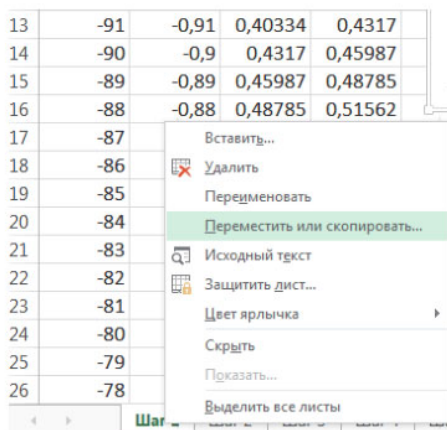 13 -91 -0,91 0,40334 0,4317
14 -90 -0,9 0,4317 0,45987
15 -89 -0,89 0,45987 0,48785
16 -88 -0,88 0,48785 0,51562
17 -87 Вставить...
18 -86 Удалить
19 -85 Переименовать
20 -84 Переместить или скопировать...
21 -83 Исходный текст
22 -82 Защитить лист...
23 -81 Цвет ярлычка
24 -80 Скрыть
25 -79 Показать...
26 -78
Выделить все листы
Шаг